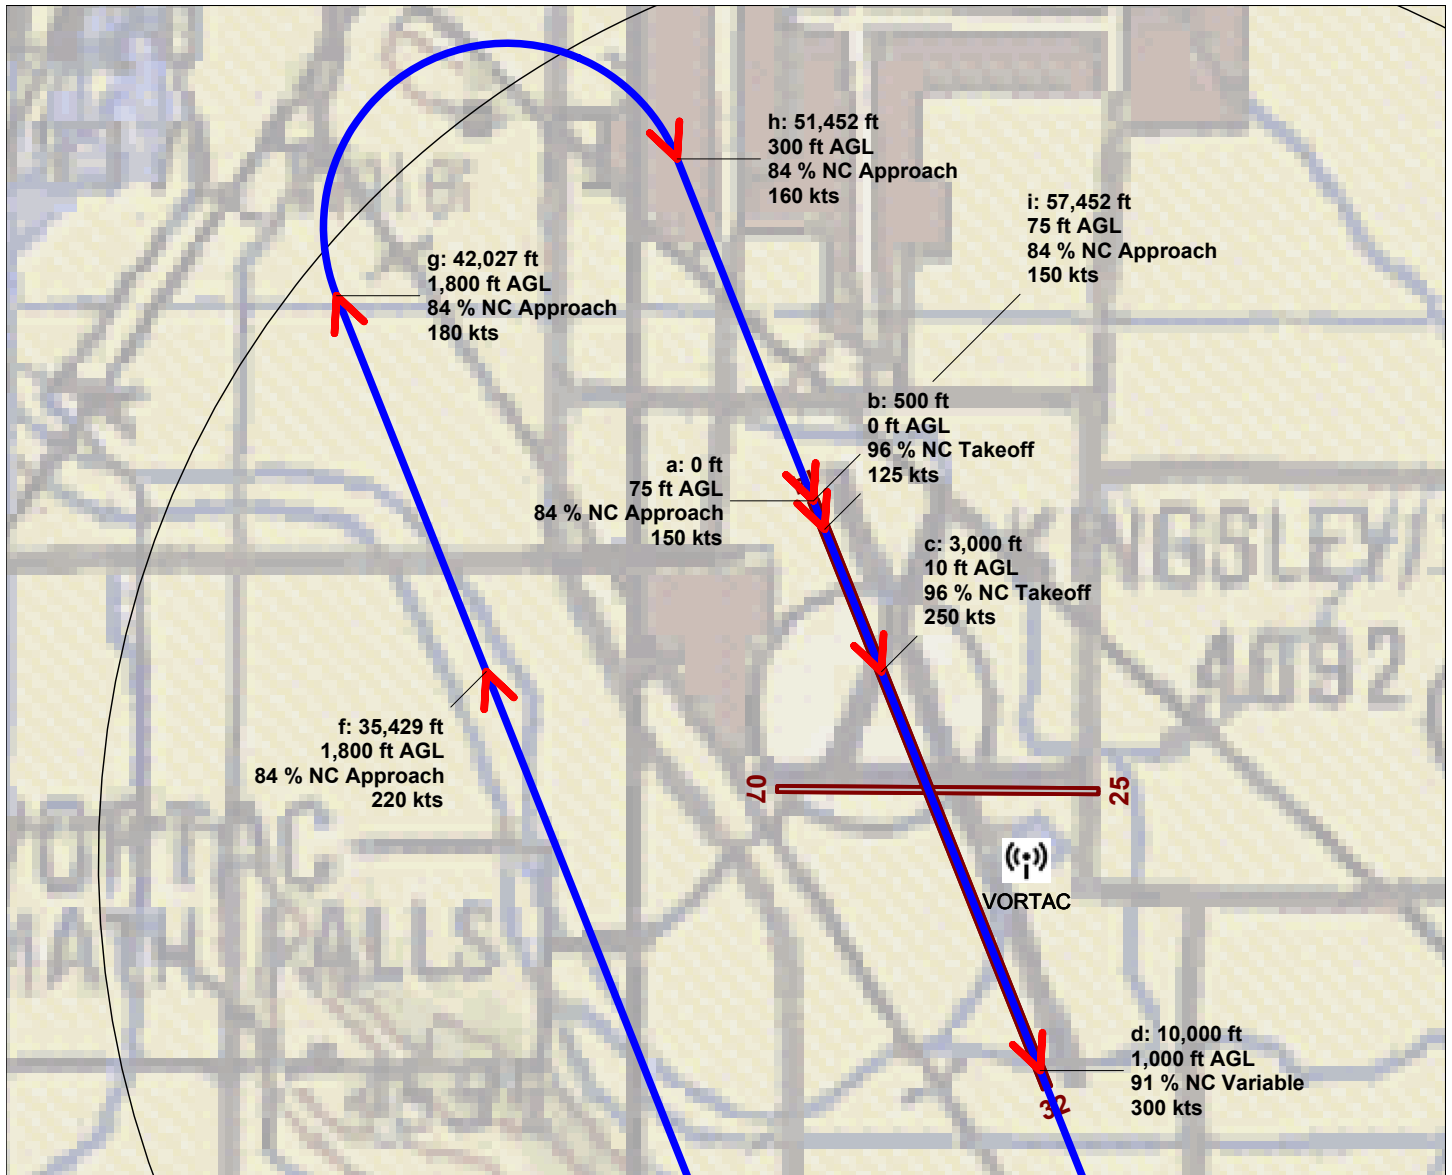 h: 51,452 ft
300 ft AGL
84 % NC Approach
160 kts
i: 57,452 ft
75 ft AGL
84 % NC Approach
150 kts
g: 42,027 ft
1,800 ft AGL
84 % NC Approach
180 kts
b: 500 ft
0 ft AGL
96 % NC Takeoff
125 kts
a: 0 ft
75 ft AGL
84 % NC Approach
150 kts
c: 3,000 ft
10 ft AGL
96 % NC Takeoff
250 kts
KINGSLEY
4092
f: 35,429 ft
1,800 ft AGL
84 % NC Approach
220 kts
07
25
VORTAC
VORTAC
FALLS
d: 10,000 ft
1,000 ft AGL
91 % NC Variable
300 kts
32